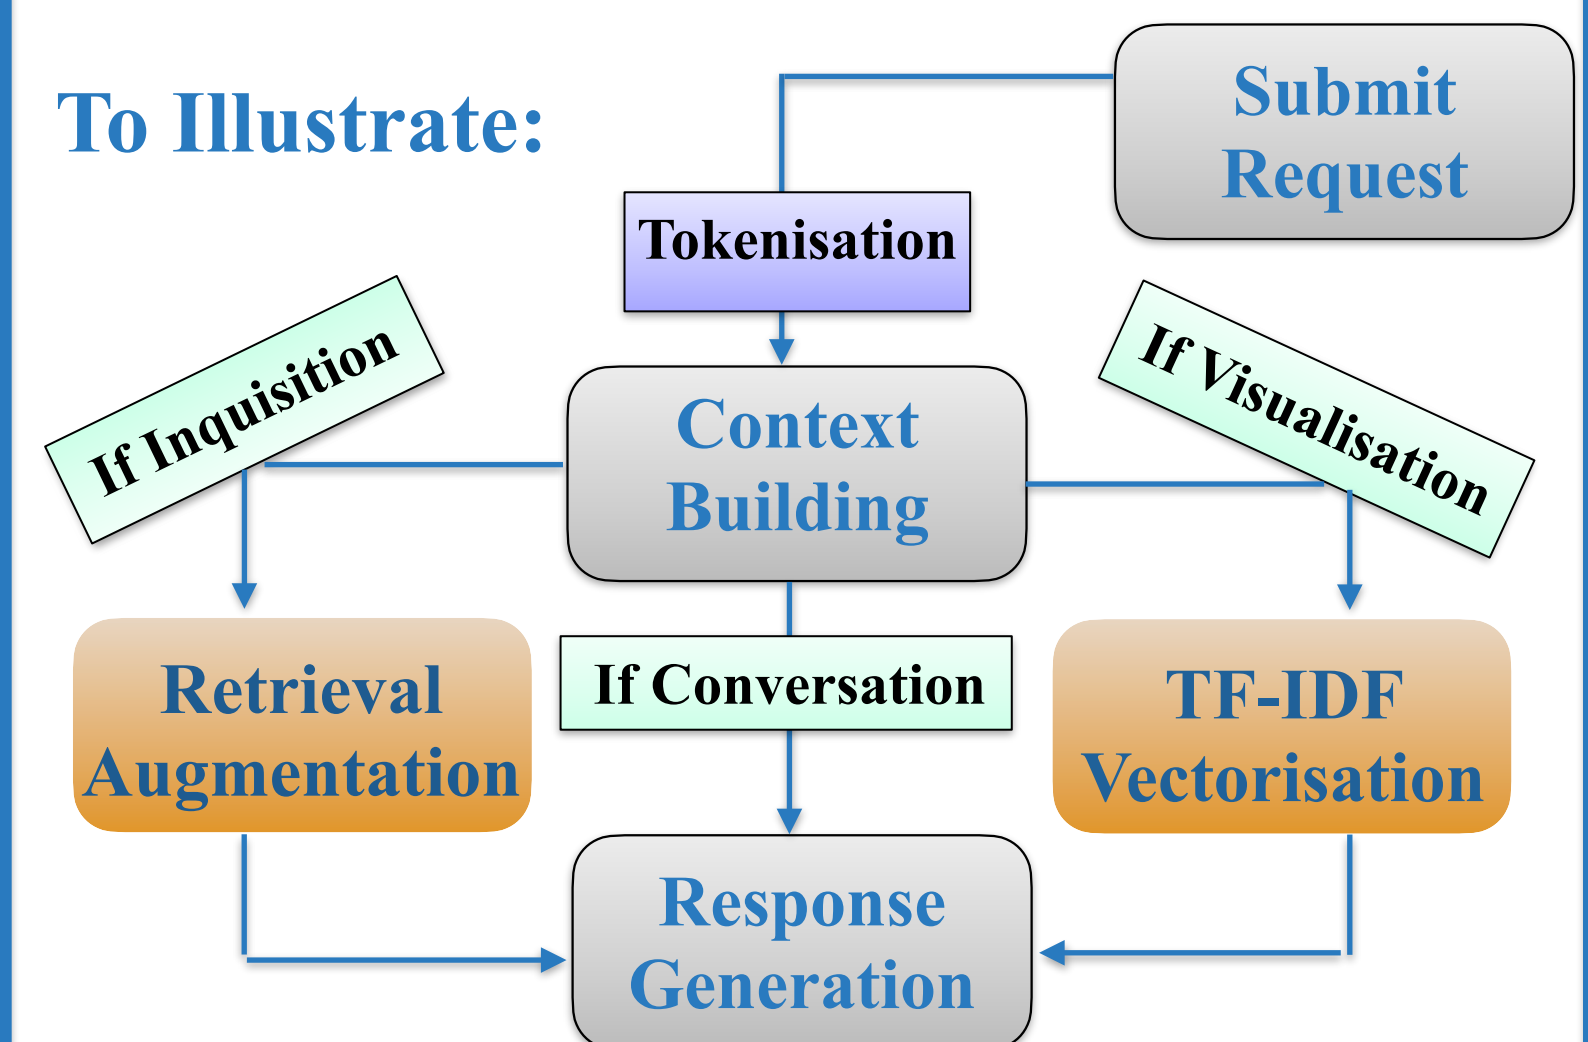 To Illustrate:
Submit
Request
Tokenisation
If Inquisition
Context
Building
If Visualisation
Retrieval
Augmentation
If Conversation
TF-IDF
Vectorisation
Response
Generation